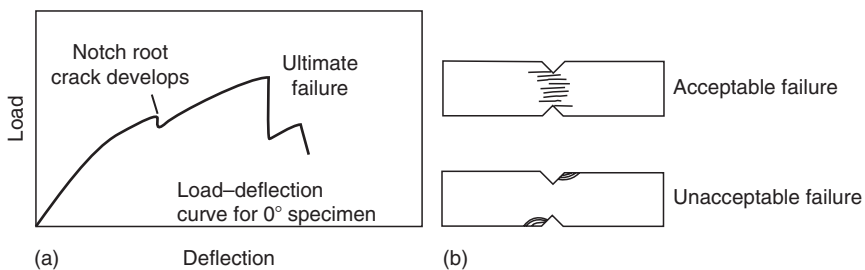 Load
Notch root
crack develops
Ultimate
failure
Load–deflection
curve for 0° specimen
(a)
Deflection
Acceptable failure
Unacceptable failure
(b)